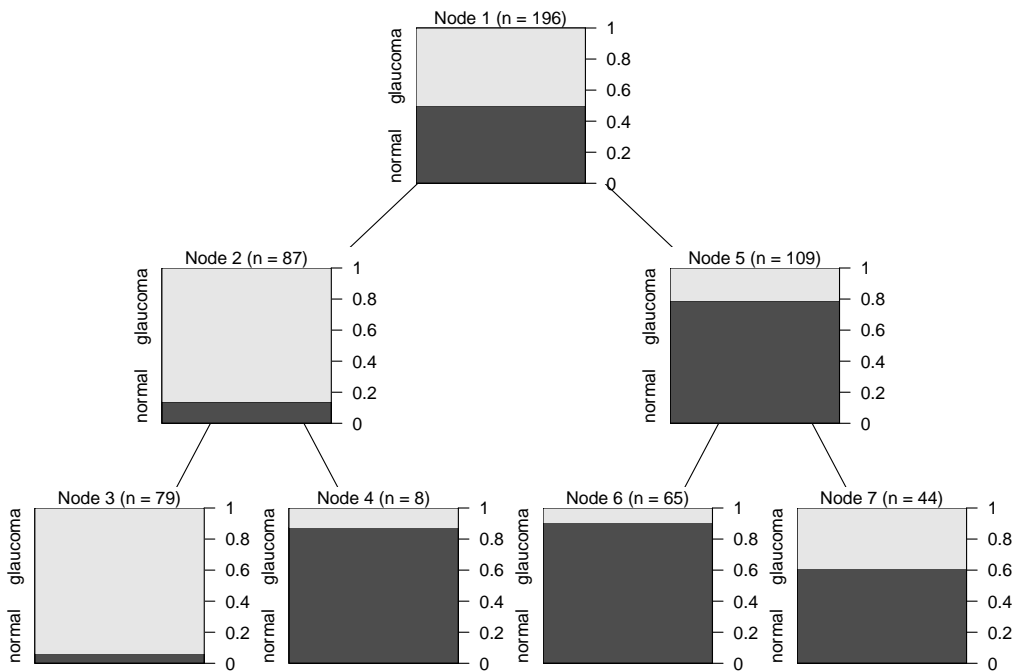 Node 1 (n = 196)
glaucoma
normal
1
0.8
0.6
0.4
0.2
0
Node 2 (n = 87)
glaucoma
normal
1
0.8
0.6
0.4
0.2
0
Node 5 (n = 109)
glaucoma
normal
1
0.8
0.6
0.4
0.2
0
Node 3 (n = 79)
glaucoma
normal
1
0.8
0.6
0.4
0.2
0
Node 4 (n = 8)
glaucoma
normal
1
0.8
0.6
0.4
0.2
0
Node 6 (n = 65)
glaucoma
normal
1
0.8
0.6
0.4
0.2
0
Node 7 (n = 44)
glaucoma
normal
1
0.8
0.6
0.4
0.2
0